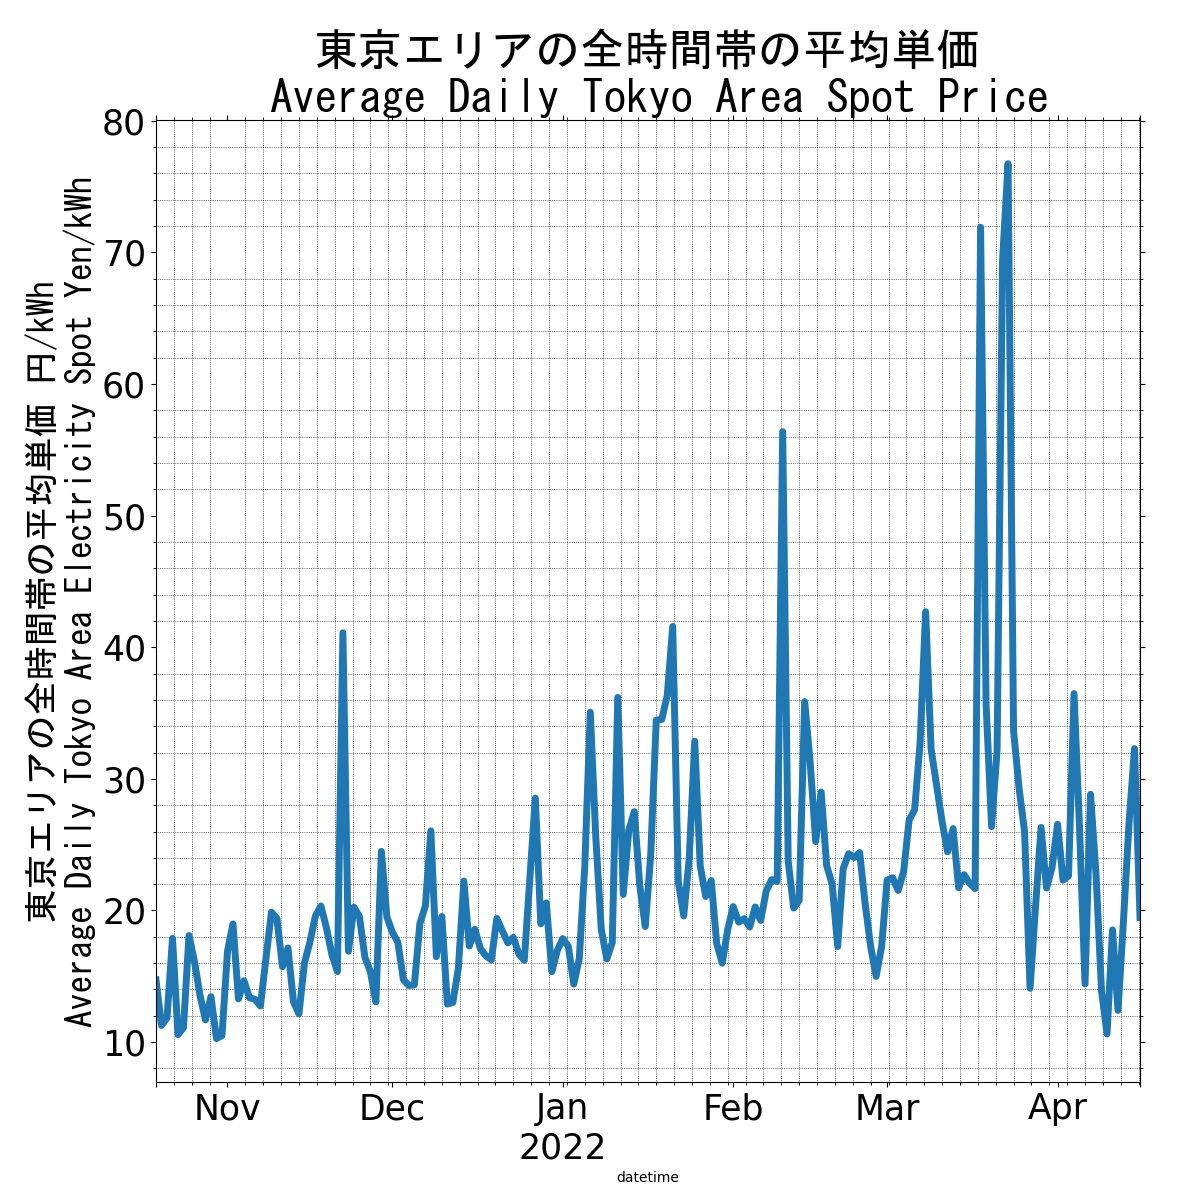 東京エリアの全時間帯の平均単価
Average Daily Tokyo Area Spot Price
東京エリアの全時間帯の平均単価 円/kWh
Average Daily Tokyo Area Electricity Spot Yen/kWh
80
70
60
50
40
30
20
10
Nov
Dec
Jan
2022
Feb
Mar
Apr
datetime